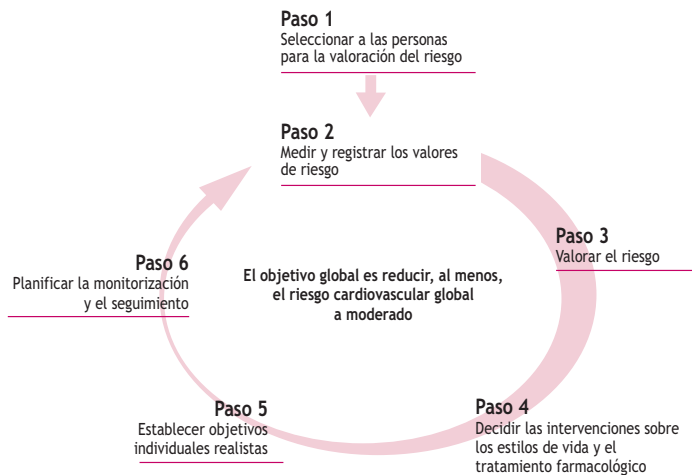 Paso 1
Seleccionar a las personas
para la valoración del riesgo
Paso 2
Medir y registrar los valores
de riesgo
Paso 3
Valorar el riesgo
Paso 4
Decidir las intervenciones sobre
los estilos de vida y el
tratamiento farmacológico
Paso 5
Establecer objetivos
individuales realistas
Paso 6
Planificar la monitorización
y el seguimiento
El objetivo global es reducir, al menos,
el riesgo cardiovascular global
a moderado